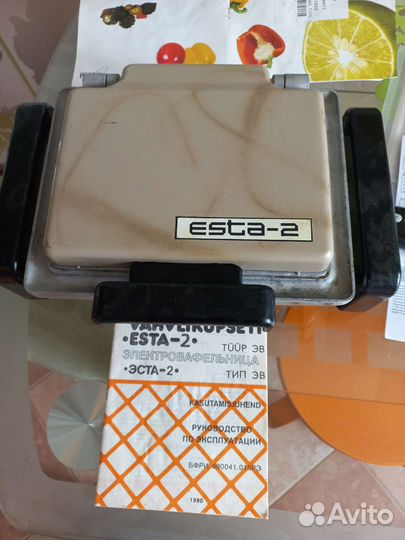 esta-2
VAHVLIKÜPSETI
•ESTA-2•
TÜÜP ЭВ
ЭЛЕКТРОВАФЕЛЬНИЦА
•ЭСТА-2•
ТИП ЭВ
KASUTAMISJUHEND
РУКОВОДСТВО
ПО ЭКСПЛУАТАЦИИ
1990
Avito